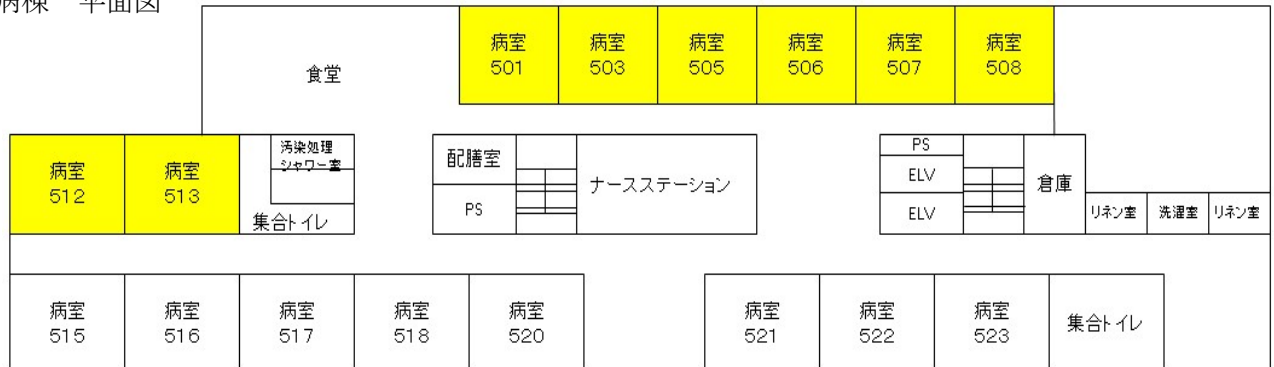 病棟 平面図
病室
501
病室
503
病室
505
病室
506
病室
507
病室
508
食堂
病室
512
病室
513
汚染処理
シャワー室
集合トイレ
配膳室
PS
ナースステーション
PS
ELV
ELV
倉庫
リネン室
洗濯室
リネン室
病室
515
病室
516
病室
517
病室
518
病室
520
病室
521
病室
522
病室
523
集合トイレ